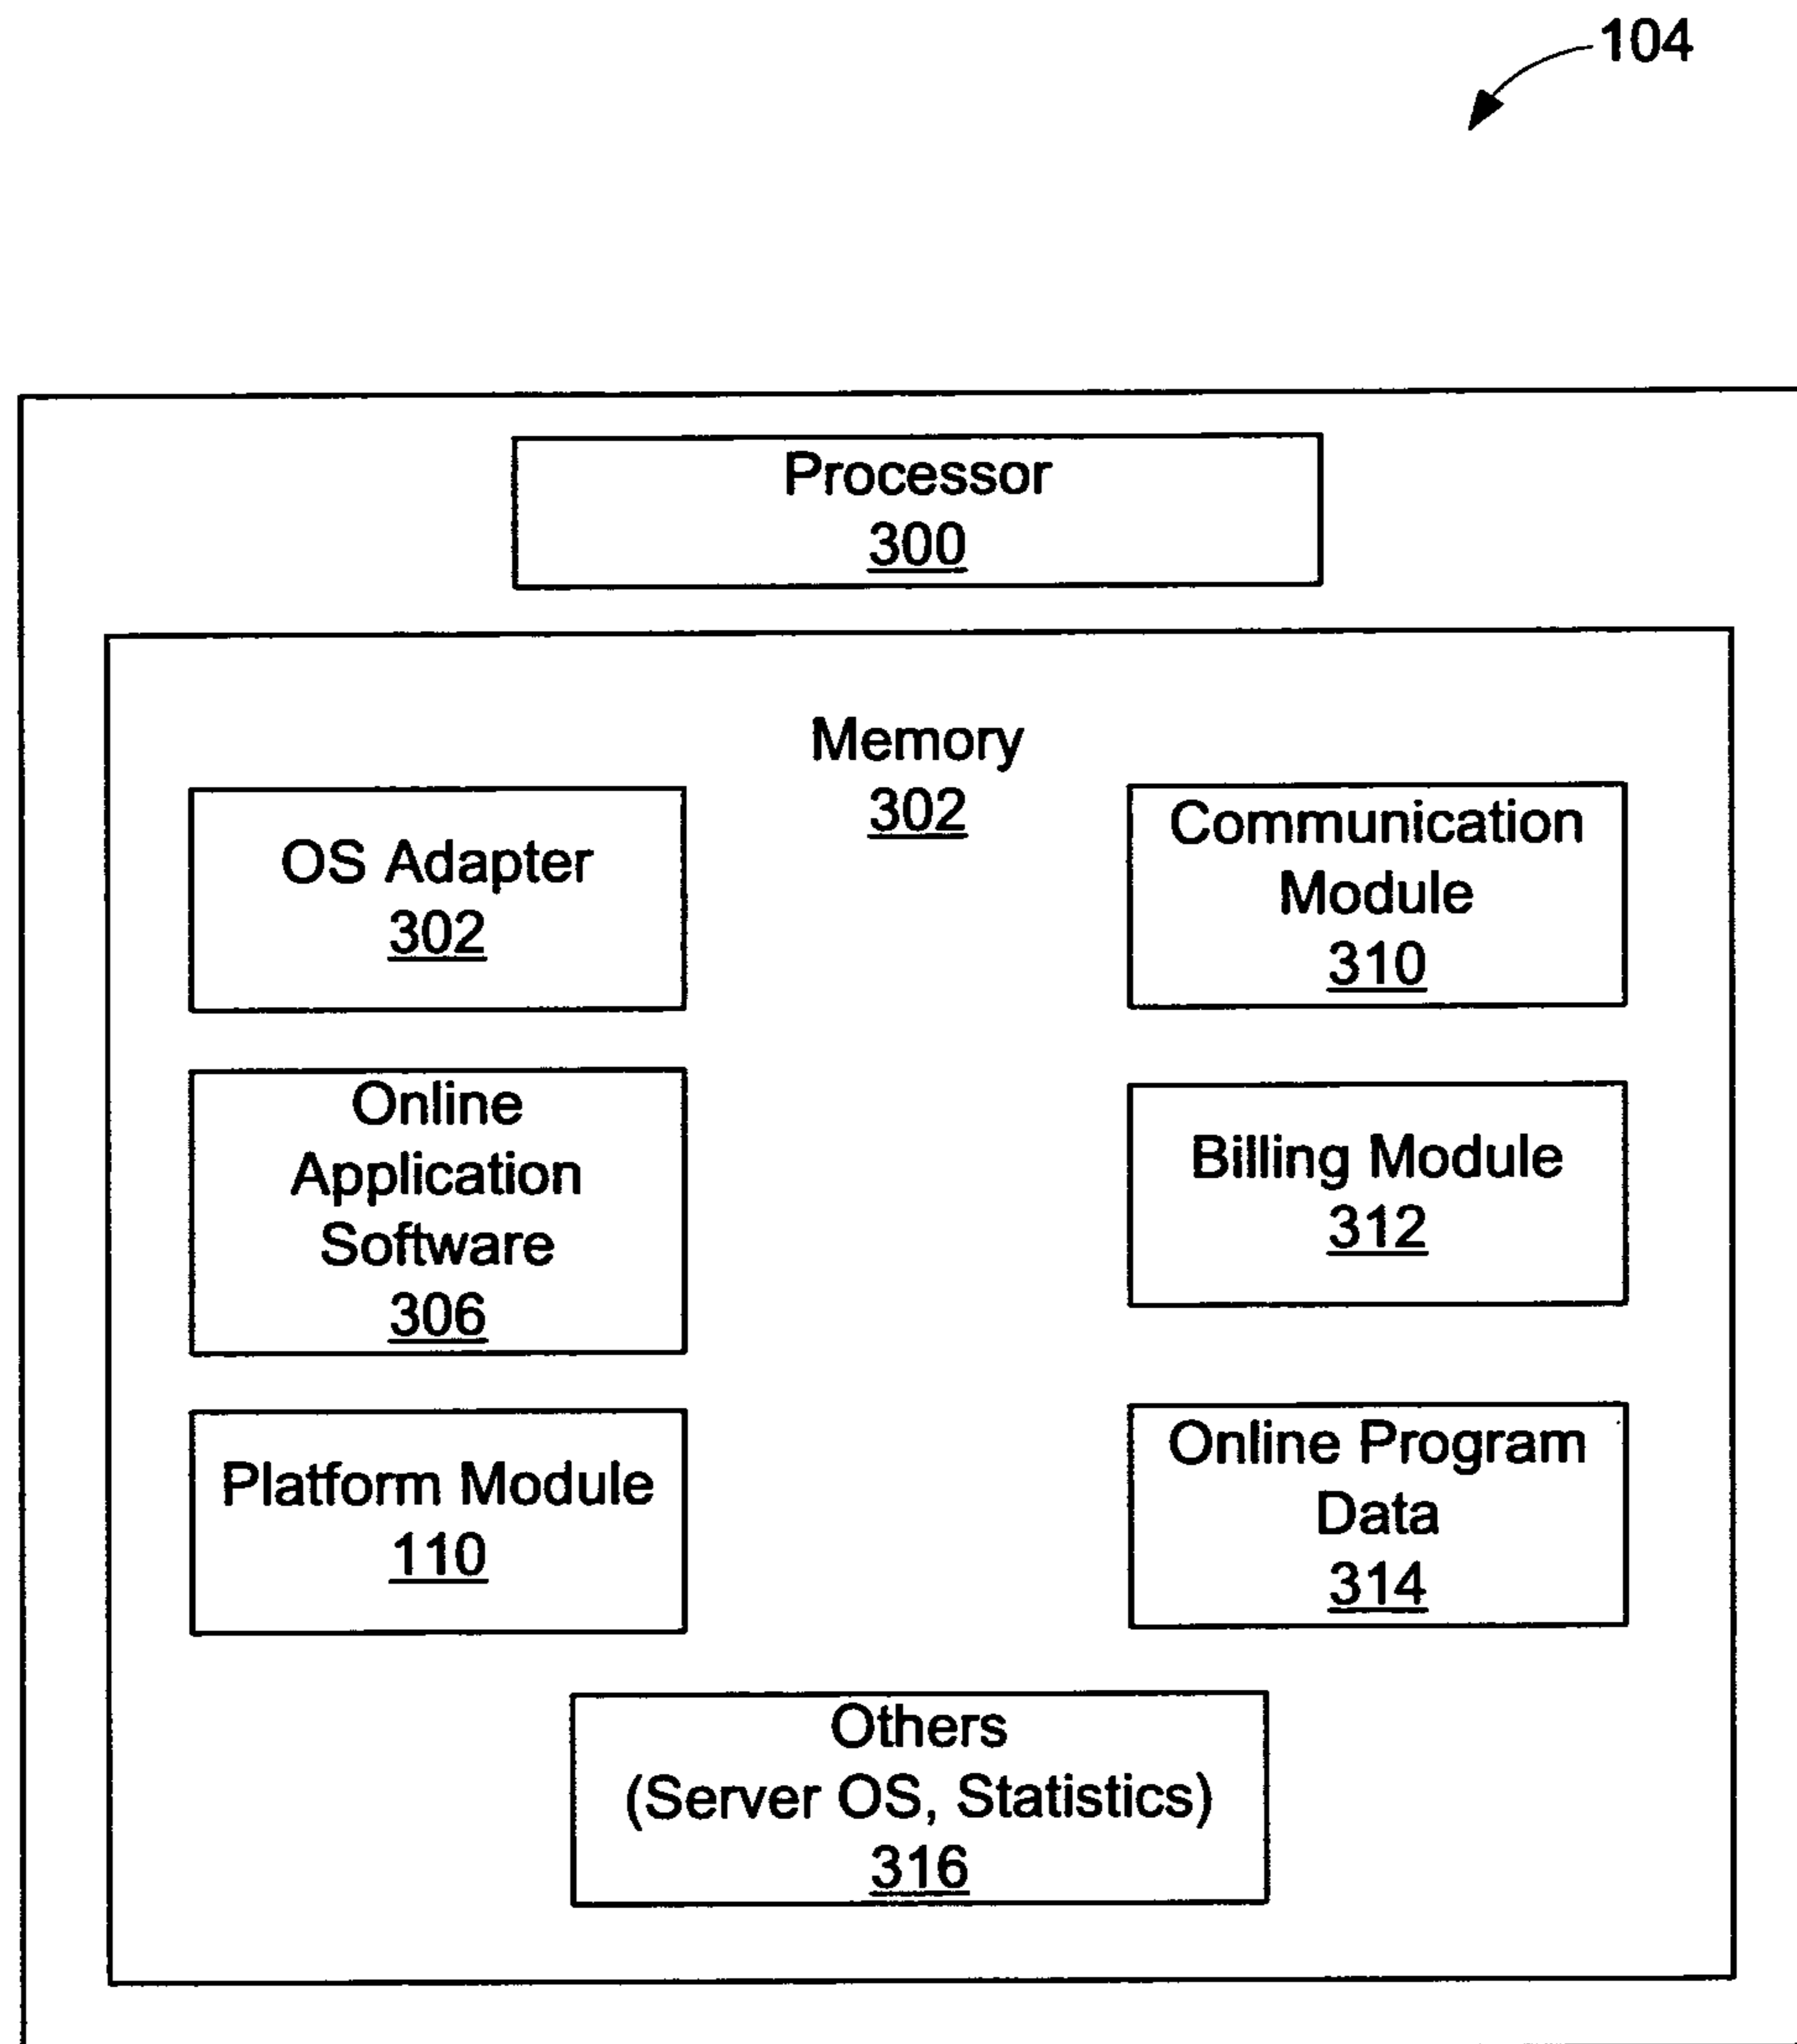 104
Processor
300
Memory
302
OS Adapter
302
Communication
Module
310
Online
Application
Software
306
Billing Module
312
Platform Module
110
Online Program
Data
314
Others
(Server OS, Statistics)
316